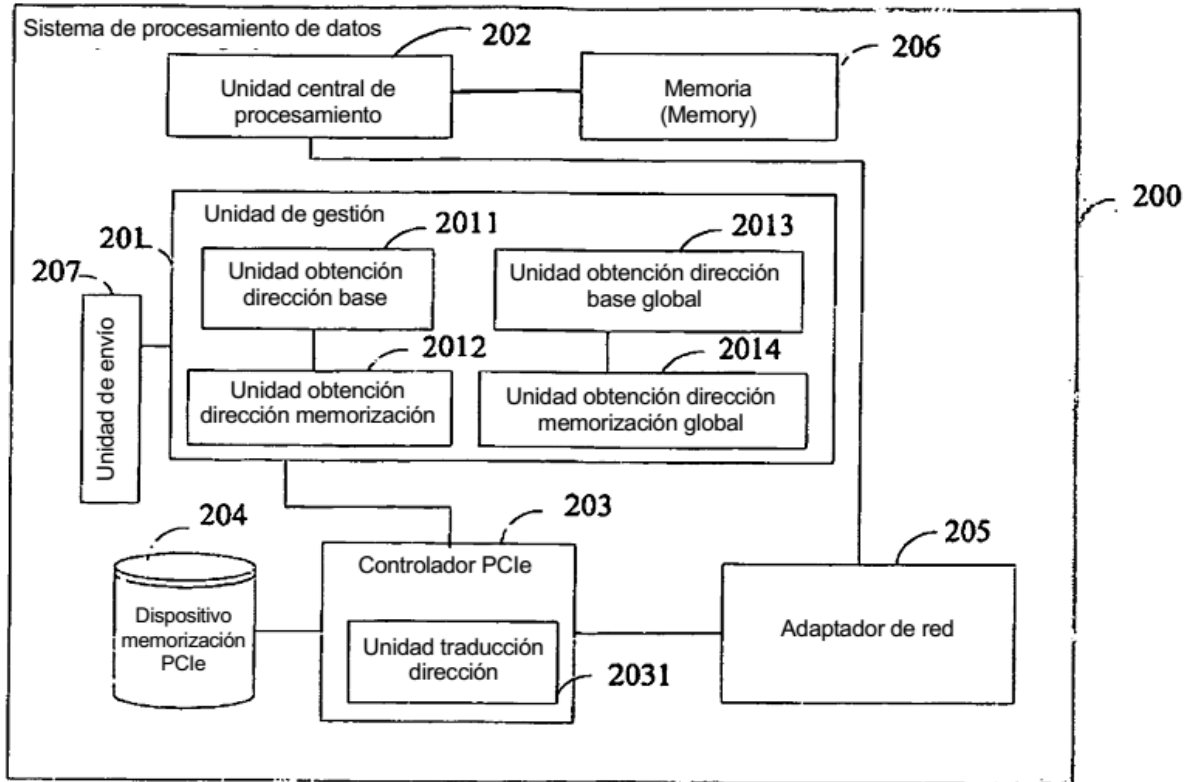 Sistema de procesamiento de datos
202
206
Unidad central de
procesamiento
Memoria
(Memory)
200
Unidad de gestión
201
2011
2013
Unidad obtención
dirección base
Unidad obtención dirección
base global
207
Unidad de envío
2012
2014
Unidad obtención
dirección memorización
Unidad obtención dirección
memorización global
204
203
205
Controlador PCIe
Dispositivo
memorización
PCIe
Unidad traducción
dirección
2031
Adaptador de red